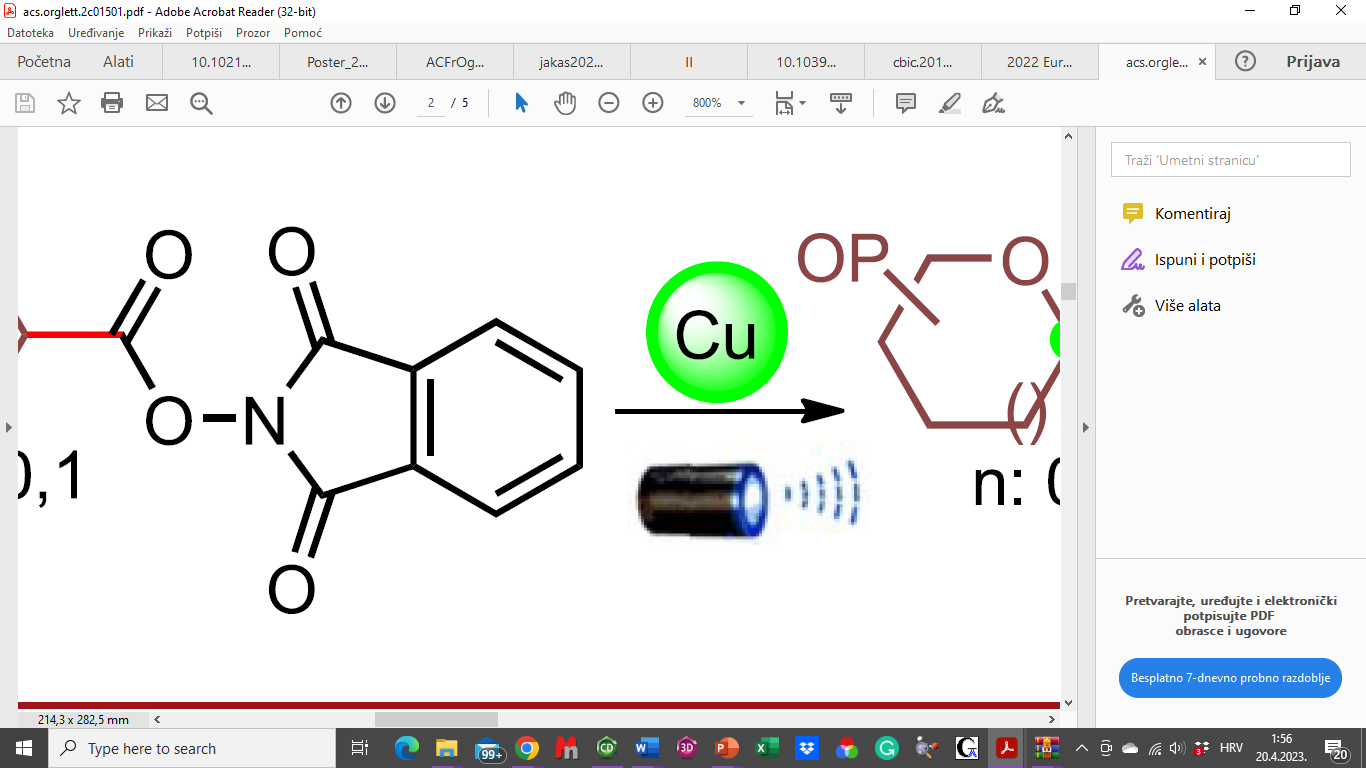 acs.orglett.2c01501.pdf - Adobe Acrobat Reader (32-bit)
Datoteka Uređivanje Prikaži Potpiši Prozor Pomoć
Početna Alati 10.1021... Poster_2... ACFrOg... jakas202... II 10.1039... cbic.201... 2022 Eur... acs.orgle... × ? Prijava
2 / 5 800%
Traži 'Umetni stranicu'
Komentiraj
Ispuni i potpiši
Više alata
O O OP O
Cu
O N
( )
0,1 n: 0
O
Pretvarajte, uređujte i elektronički
potpisujte PDF
obrasce i ugovore
Besplatno 7-dnevno probno razdoblje
214,3 x 282,5 mm
Type here to search 99+ HRV 1:56
20.4.2023. 20